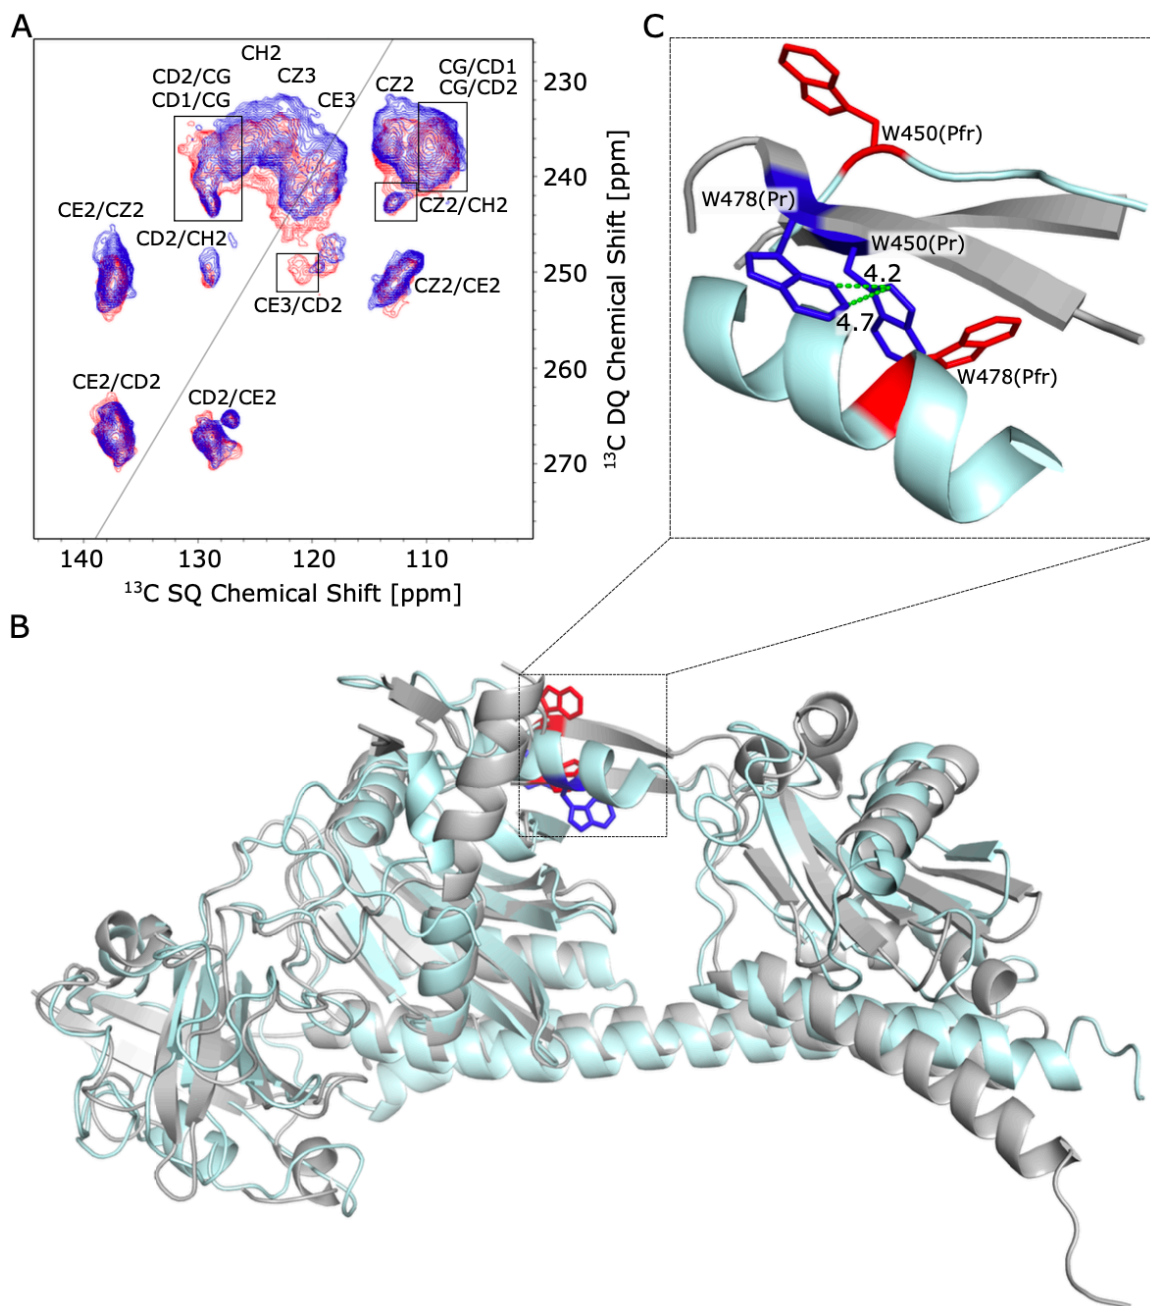 A
CH2
CD2/CG
CD1/CG
CZ3
CE3
CZ2
CG/CD1
CG/CD2
230
240
250
260
270
CE2/CZ2
CD2/CH2
CZ2/CH2
CE3/CD2
CZ2/CE2
CE2/CD2
CD2/CE2
140 130 120 110
¹³C SQ Chemical Shift [ppm]
¹³C DQ Chemical Shift [ppm]
C
W450(Pfr)
W478(Pr)
W450(Pr)
4.2
4.7
W478(Pfr)
B